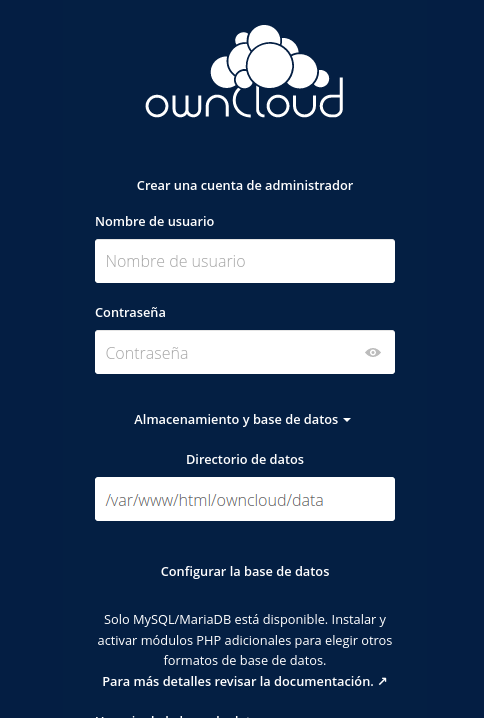 ownCloud
Crear una cuenta de administrador
Nombre de usuario
Nombre de usuario
Contraseña
Contraseña
Almacenamiento y base de datos
Directorio de datos
/var/www/html/owncloud/data
Configurar la base de datos
Solo MySQL/MariaDB está disponible. Instalar y
activar módulos PHP adicionales para elegir otros
formatos de base de datos.
Para más detalles revisar la documentación. ↗